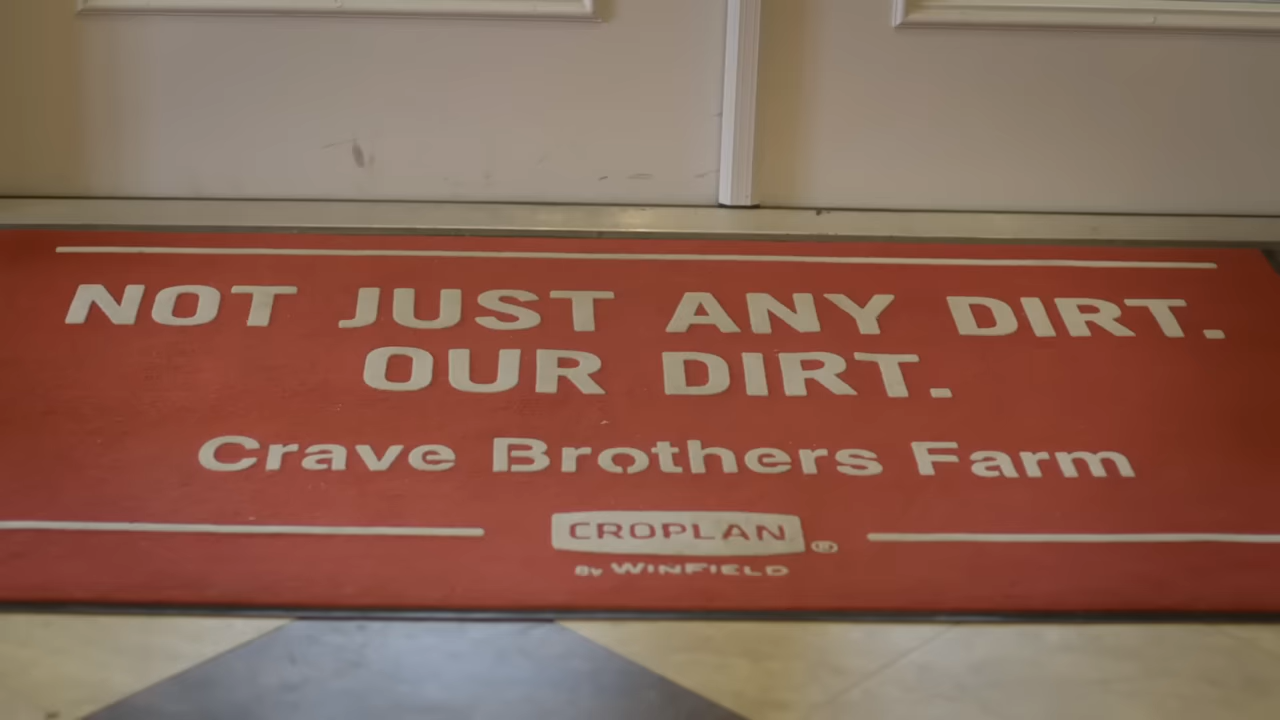 NOT JUST ANY DIRT.
OUR DIRT.
Crave Brothers Farm
CROPLAN®
BY WINFIELD